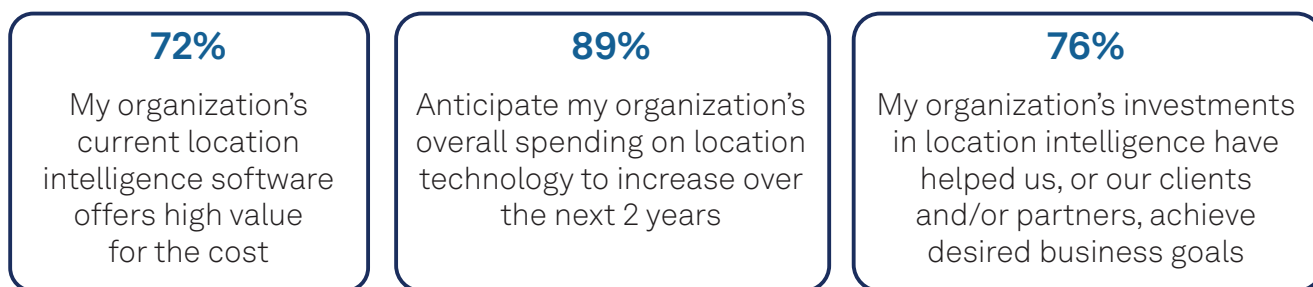 72%
My organization’s
current location
intelligence software
offers high value
for the cost
89%
Anticipate my organization’s
overall spending on location
technology to increase over
the next 2 years
76%
My organization’s investments
in location intelligence have
helped us, or our clients
and/or partners, achieve
desired business goals